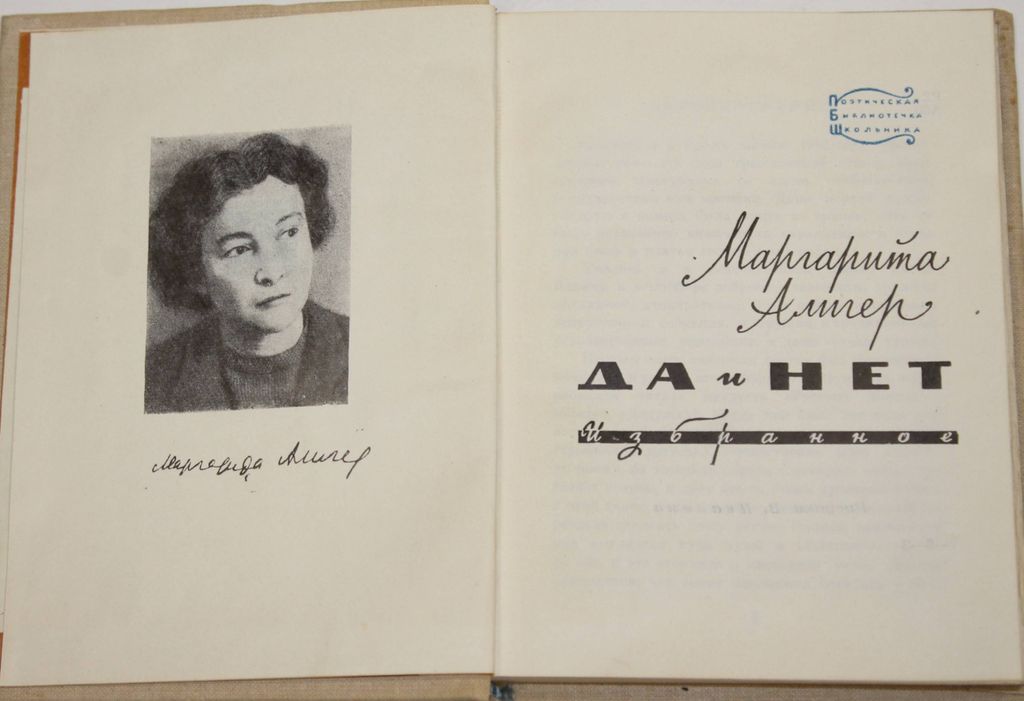 Маргарита Алигер
Поэтическая
Библиотечка
Школьника
Маргарита
Алигер
ДА и НЕТ
Избранное